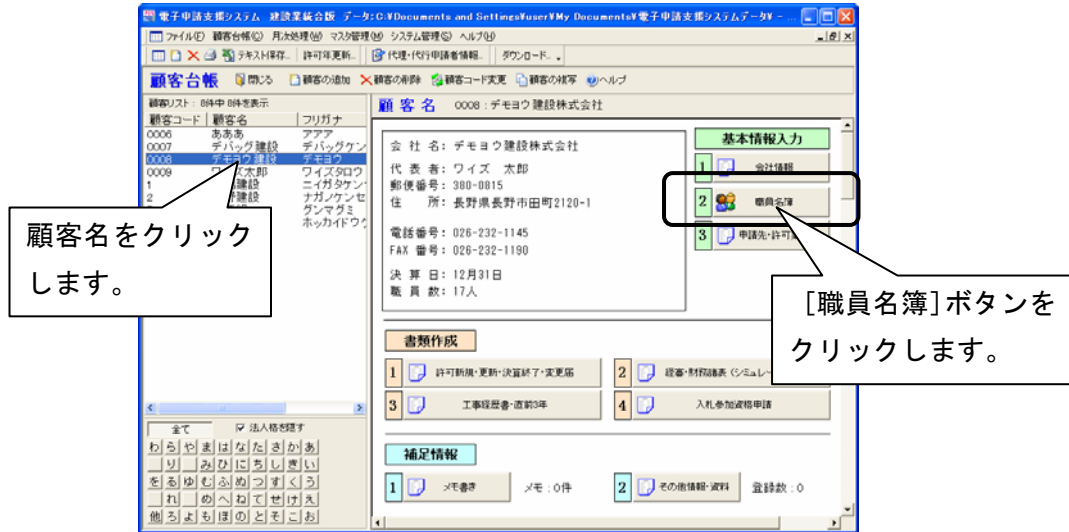 電子申請支援システム 建設業統合版 データ:C:¥Documents and Settings¥user¥My Documents¥電子申請支援システムデータ¥ - ...
ファイル(F) 顧客台帳(C) 月次処理(W) マスタ管理(M) システム管理(S) ヘルプ(H)
テキスト保存... 許可年更新... 代理・代行申請者情報... ダウンロード...
顧客台帳 閉じる 顧客の追加 顧客の削除 顧客コード変更 顧客の複写 ヘルプ
顧客リスト: 8件中 8件を表示
顧客コード 顧客名 フリガナ
0006 あああ アアア
0007 デバッグ建設 デバッグケン
0008 デモヨウ建設 デモヨウ
0009 ワイズ太郎 ワイズタロウ
1 建設 ニイガタケン
2 建設 ナガノケンセ
グンマグミ
ホッカイドウケ
顧客名をクリック
します。
全て 法人格を隠す
わ ら や ま は な た さ か あ
り み ひ に ち し き い
を る ゆ む ふ ぬ つ す く う
れ め へ ね て せ け え
他 ろ よ も ほ の と そ こ お
顧客名 0008:デモヨウ建設株式会社
会 社 名: デモヨウ建設株式会社
代 表 者: ワイズ 太郎
郵便番号: 380-0815
住 所: 長野県長野市田町2120-1
電話番号: 026-232-1145
FAX 番号: 026-232-1190
決 算 日: 12月31日
職 員 数: 17人
基本情報入力
1 会社情報
2 職員名簿
3 申請先・許可業
[職員名簿]ボタンを
クリックします。
書類作成
1 許可新規・更新・決算終了・変更届
2 経審・財務諸表 (シミュレー
3 工事経歴書・直前3年
4 入札参加資格申請
補足情報
1 メモ書き メモ:0件
2 その他情報・資料 登録数:0